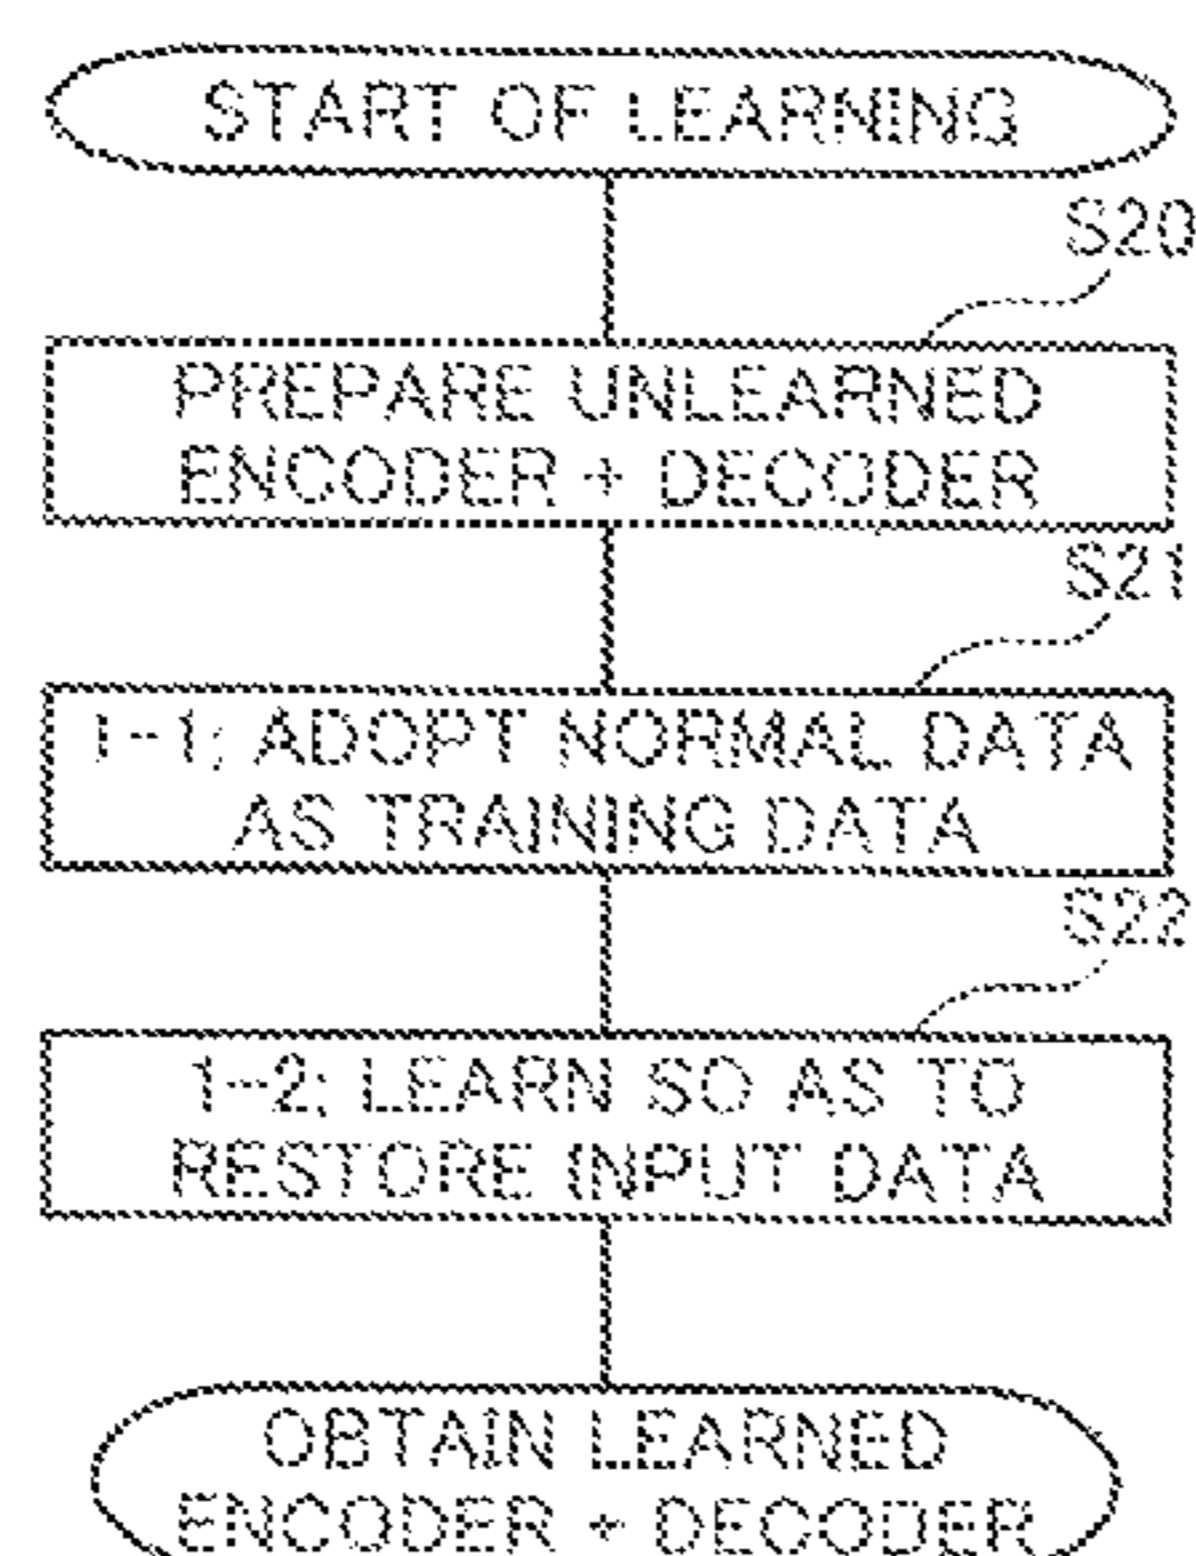 START OF LEARNING
S20
PREPARE UNLEARNED
ENCODER + DECODER
S21
1-1; ADOPT NORMAL DATA
AS TRAINING DATA
S22
1-2; LEARN SO AS TO
RESTORE INPUT DATA
OBTAIN LEARNED
ENCODER + DECODER